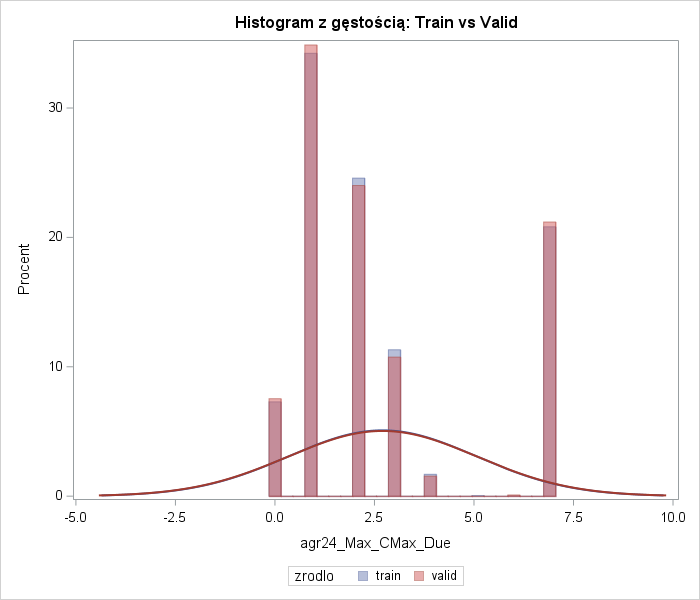 Histogram z gęstością: Train vs Valid
Procent
30
20
10
0
-5.0 -2.5 0.0 2.5 5.0 7.5 10.0
agr24_Max_CMax_Due
zrodlo train valid